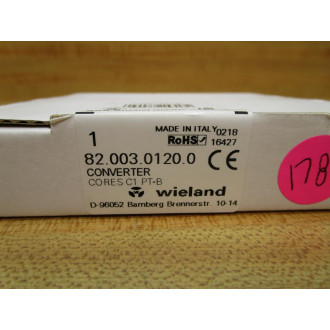 1
MADE IN ITALY 0218
RoHS 16427
82.003.0120.0
CE
CONVERTER
CORES C1 PT-B
wieland
D-96052 Bamberg Brennerstr. 10-14
178